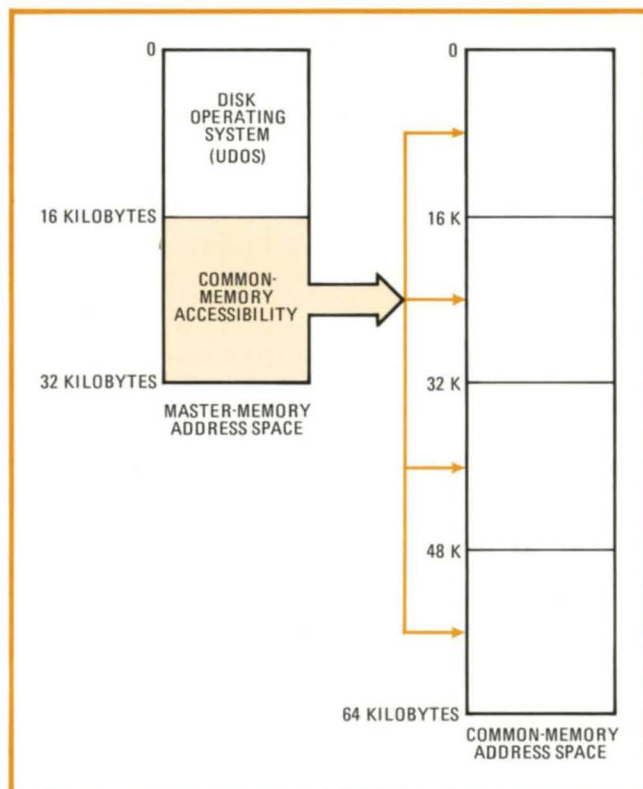 0
DISK
OPERATING
SYSTEM
(UDOS)
16 KILOBYTES
COMMON-
MEMORY
ACCESSIBILITY
32 KILOBYTES
MASTER-MEMORY
ADDRESS SPACE
0
16 K
32 K
48 K
64 KILOBYTES
COMMON-MEMORY
ADDRESS SPACE